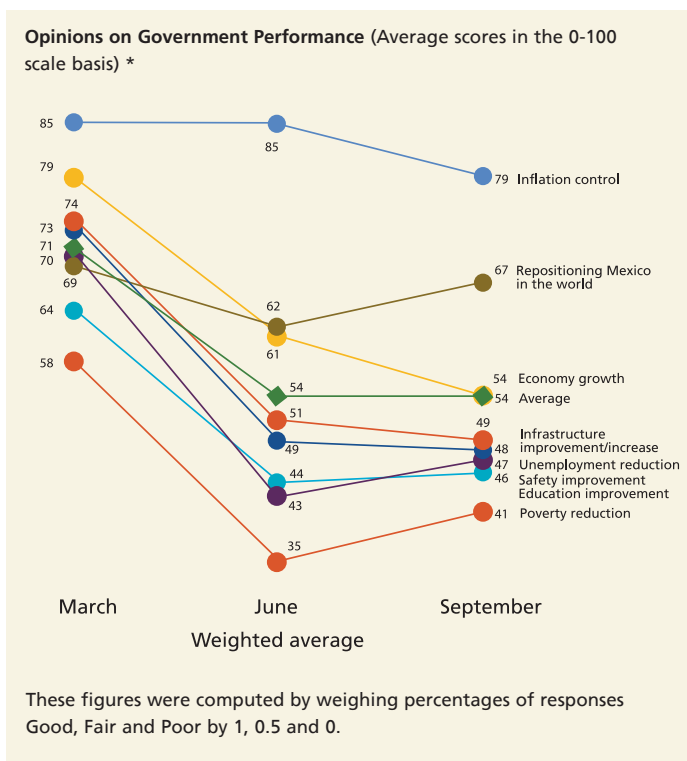 Opinions on Government Performance (Average scores in the 0-100
scale basis) *
85
79
74
73
71
70
69
64
58
85
62
61
54
51
49
44
43
35
79 Inflation control
67 Repositioning Mexico
in the world
54 Economy growth
54 Average
49
Infrastructure
improvement/increase
48
47 Unemployment reduction
46 Safety improvement
Education improvement
41 Poverty reduction
March June September
Weighted average
These figures were computed by weighing percentages of responses
Good, Fair and Poor by 1, 0.5 and 0.